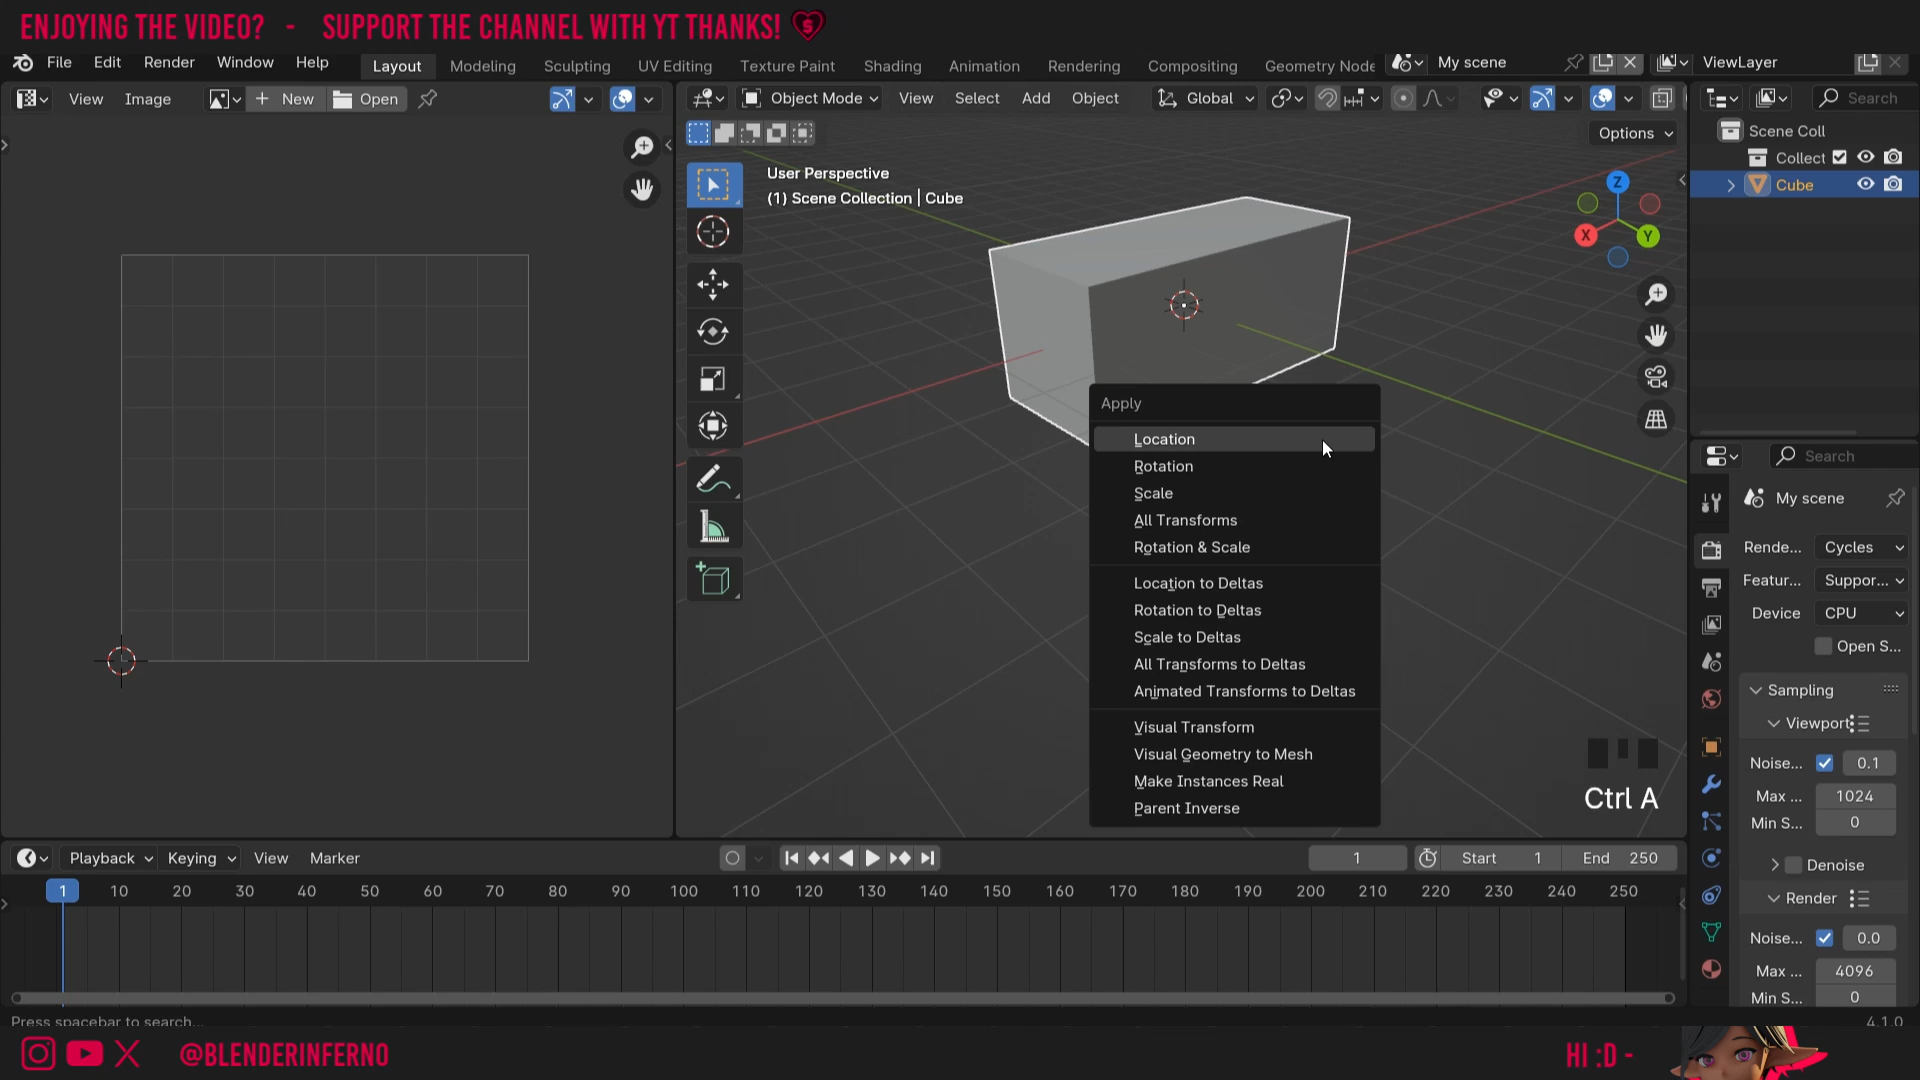 ENJOYING THE VIDEO? - SUPPORT THE CHANNEL WITH YT THANKS!
File Edit Render Window Help
Layout Modeling Sculpting UV Editing Texture Paint Shading Animation Rendering Compositing Geometry Node
My scene
ViewLayer
View Image
New
Open
Object Mode
View Select Add Object
Global
Search
Options
User Perspective
(1) Scene Collection | Cube
Z
X
Y
Scene Coll
Collect
Cube
Apply
Location
Rotation
Scale
All Transforms
Rotation & Scale
Location to Deltas
Rotation to Deltas
Scale to Deltas
All Transforms to Deltas
Animated Transforms to Deltas
Visual Transform
Visual Geometry to Mesh
Make Instances Real
Parent Inverse
Ctrl A
Search
My scene
Rende... Cycles
Featur... Suppor...
Device CPU
Open S...
Sampling
Viewport
Noise... 0.1
Max ... 1024
Min S... 0
Denoise
Render
Noise... 0.0
Max ... 4096
Min S... 0
Playback Keying View Marker
1
Start 1
End 250
1 10 20 30 40 50 60 70 80 90 100 110 120 130 140 150 160 170 180 190 200 210 220 230 240 250
Press spacebar to search...
4.1.0
@BLENDERINFERNO
HI :D -